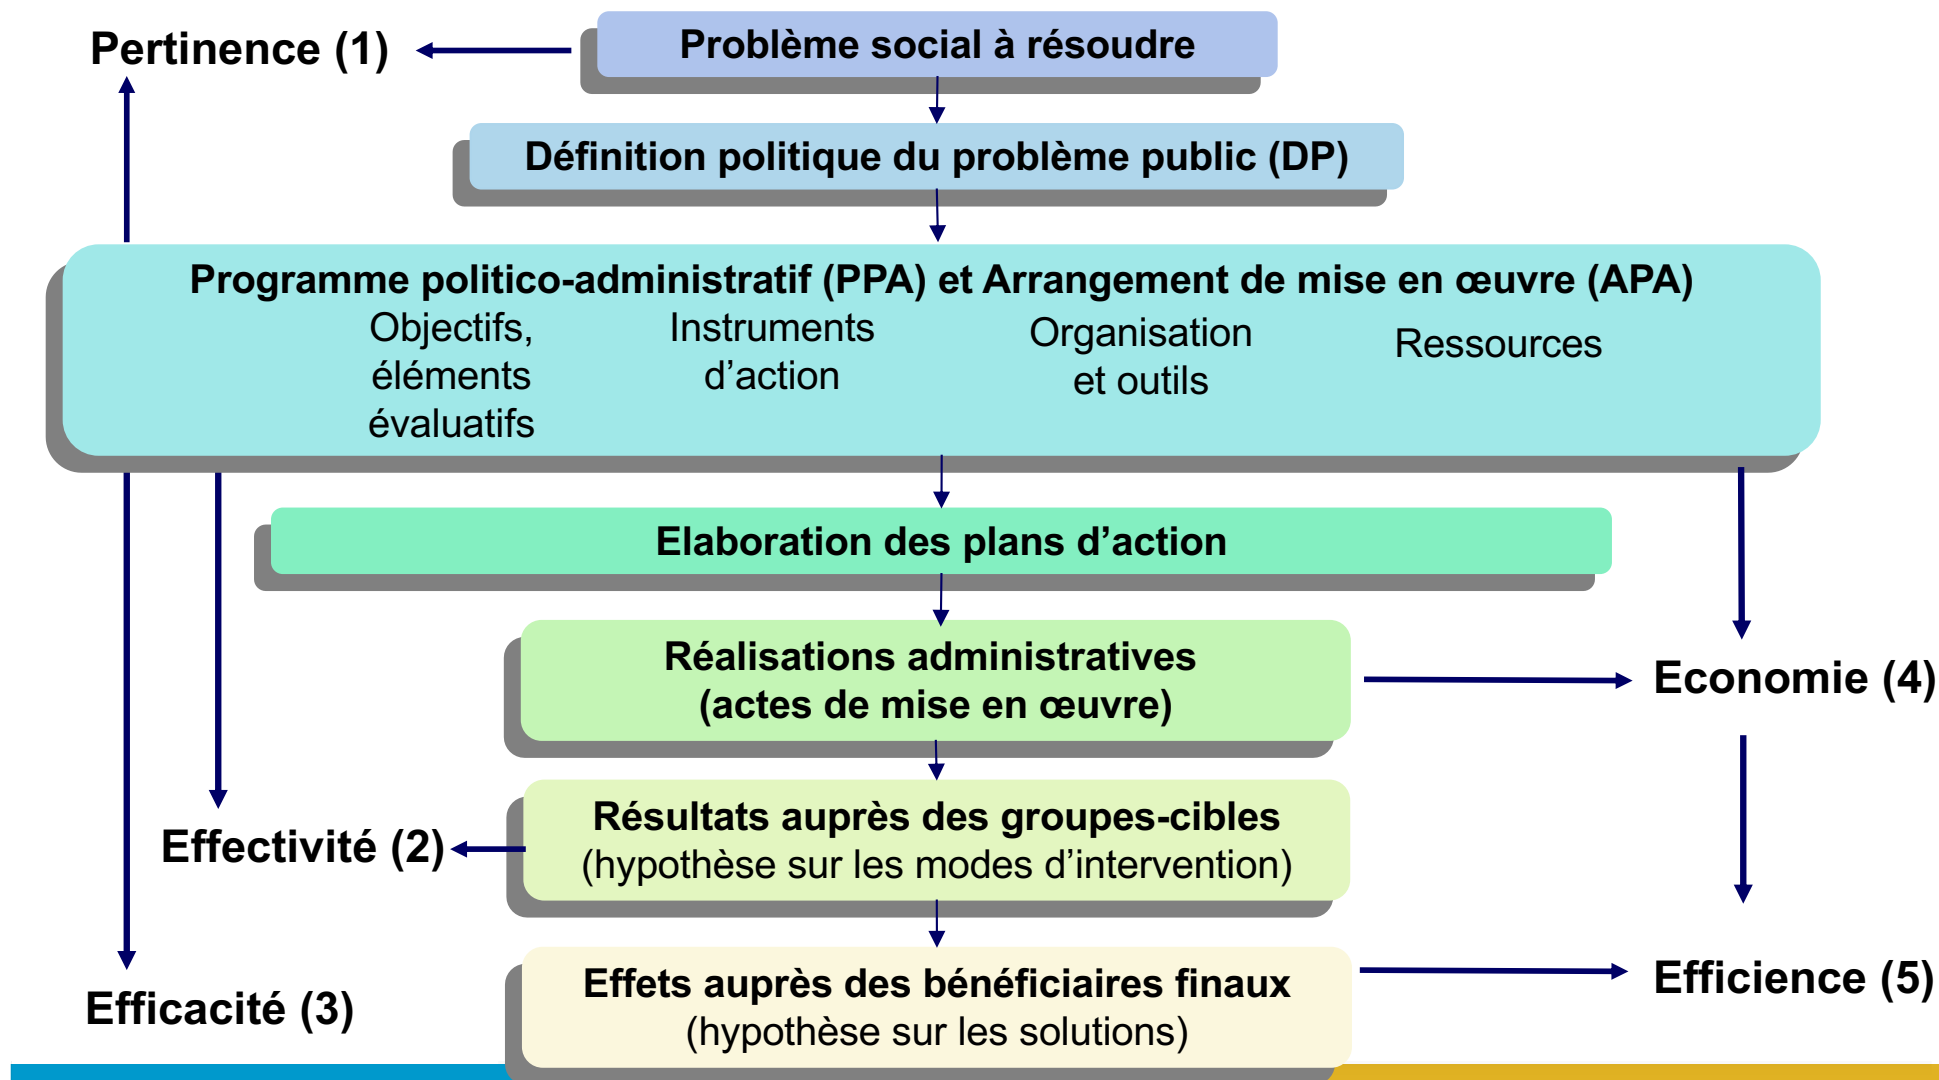 Pertinence (1)
Problème social à résoudre
Définition politique du problème public (DP)
Programme politico-administratif (PPA) et Arrangement de mise en œuvre (APA)
Objectifs,
éléments
évaluatifs
Instruments
d’action
Organisation
et outils
Ressources
Elaboration des plans d’action
Réalisations administratives
(actes de mise en œuvre)
Economie (4)
Résultats auprès des groupes-cibles
(hypothèse sur les modes d’intervention)
Effectivité (2)
Effets auprès des bénéficiaires finaux
(hypothèse sur les solutions)
Efficience (5)
Efficacité (3)